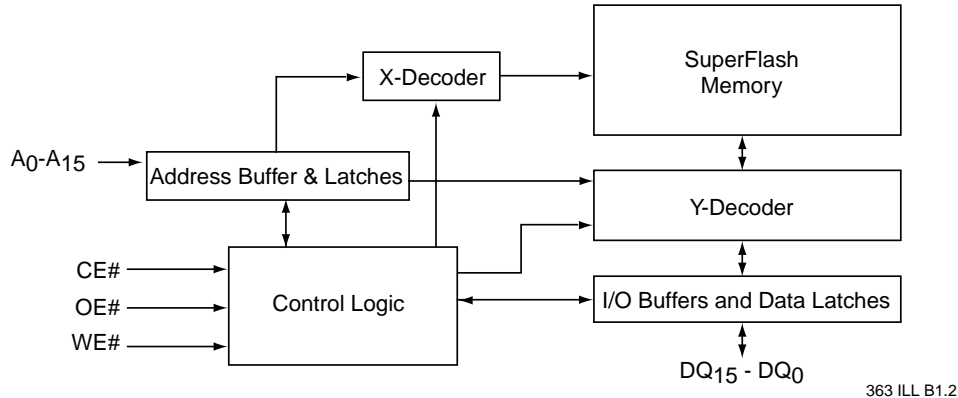 SuperFlash
Memory
X-Decoder
A0-A15
Address Buffer & Latches
Y-Decoder
CE#
OE#
WE#
Control Logic
I/O Buffers and Data Latches
DQ15 - DQ0
363 ILL B1.2